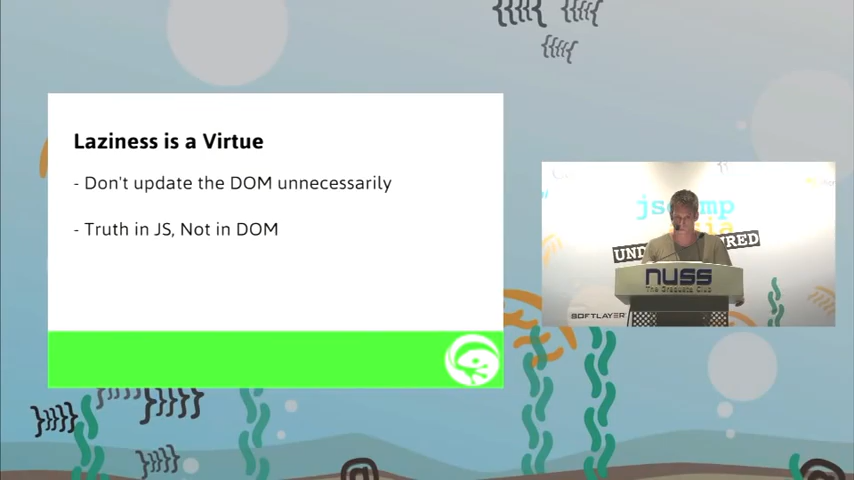 Laziness is a Virtue
- Don't update the DOM unnecessarily
- Truth in JS, Not in DOM
nuss
The Graduate Club
SOFTLAYER